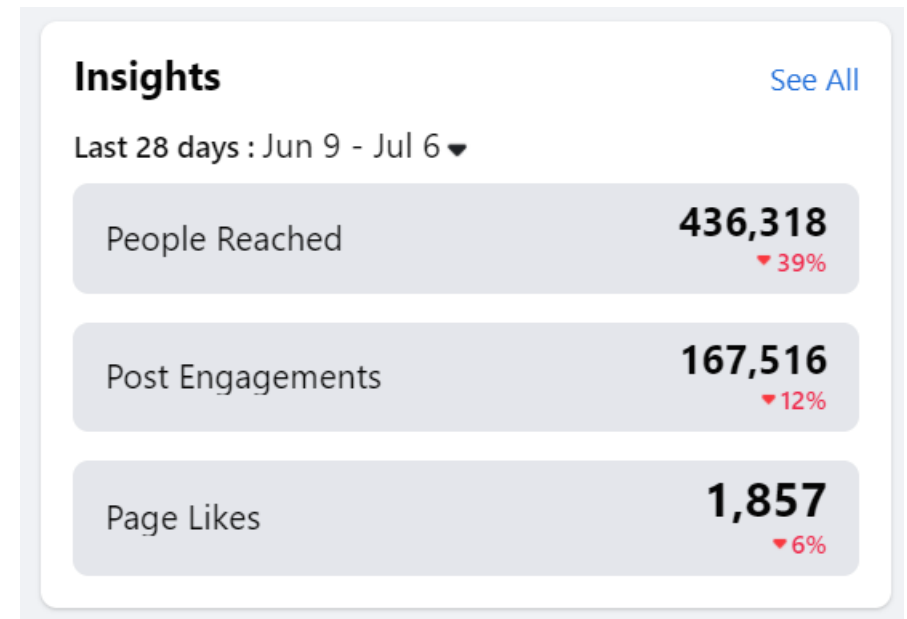 Insights
See All
Last 28 days : Jun 9 - Jul 6
People Reached
436,318
39%
Post Engagements
167,516
12%
Page Likes
1,857
6%